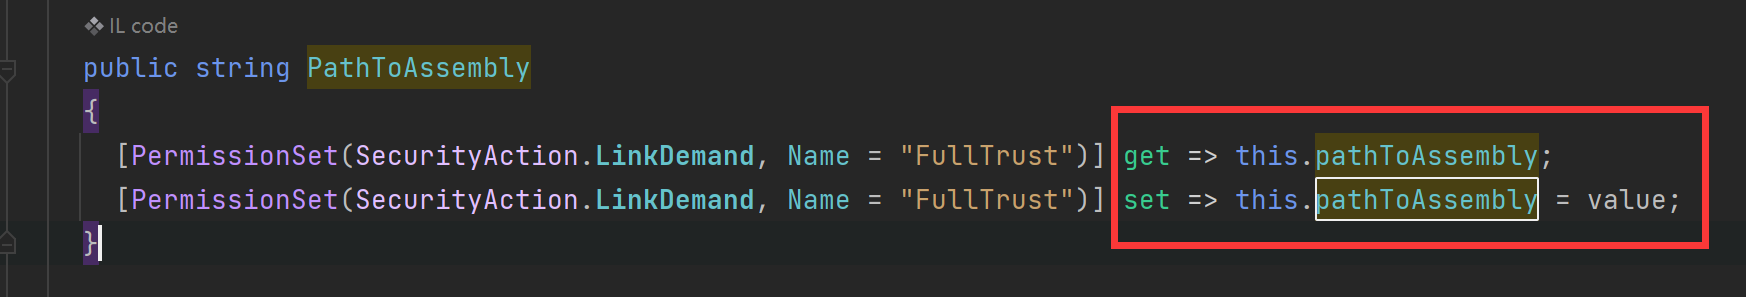 IL code
public string PathToAssembly
{
[PermissionSet(SecurityAction.LinkDemand, Name = "FullTrust")] get => this.pathToAssembly;
[PermissionSet(SecurityAction.LinkDemand, Name = "FullTrust")] set => this.pathToAssembly = value;
}